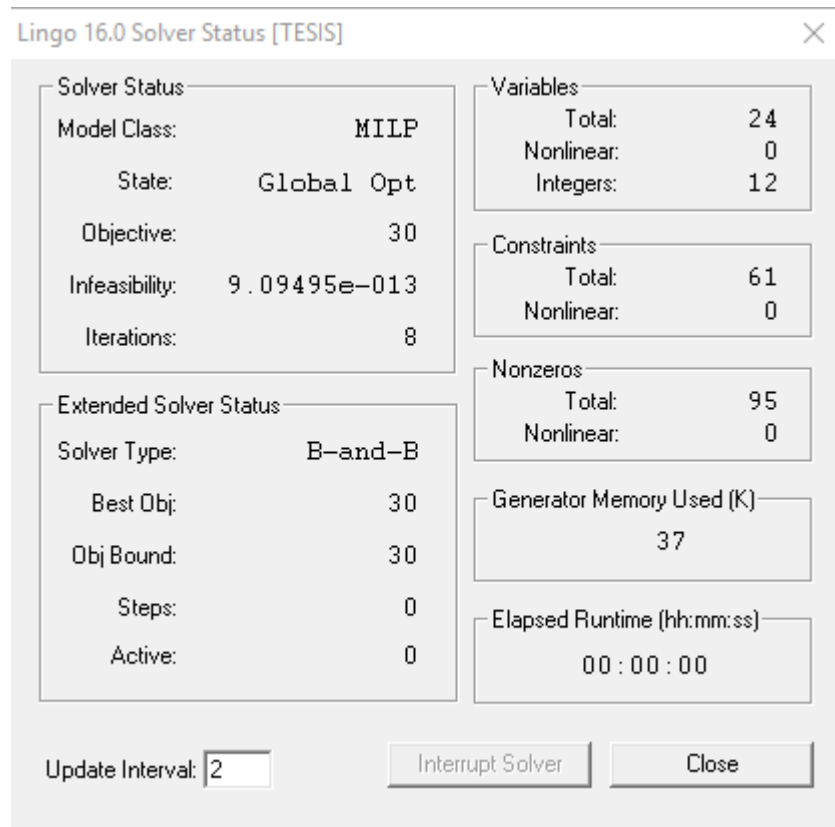 Lingo 16.0 Solver Status [TESIS]
Solver Status
Model Class: MILP
State: Global Opt
Objective: 30
Infeasibility: 9.09495e-013
Iterations: 8
Extended Solver Status
Solver Type: B-and-B
Best Obj: 30
Obj Bound: 30
Steps: 0
Active: 0
Variables
Total: 24
Nonlinear: 0
Integers: 12
Constraints
Total: 61
Nonlinear: 0
Nonzeros
Total: 95
Nonlinear: 0
Generator Memory Used (K)
37
Elapsed Runtime (hh:mm:ss)
00:00:00
Update Interval: 2
Interrupt Solver
Close